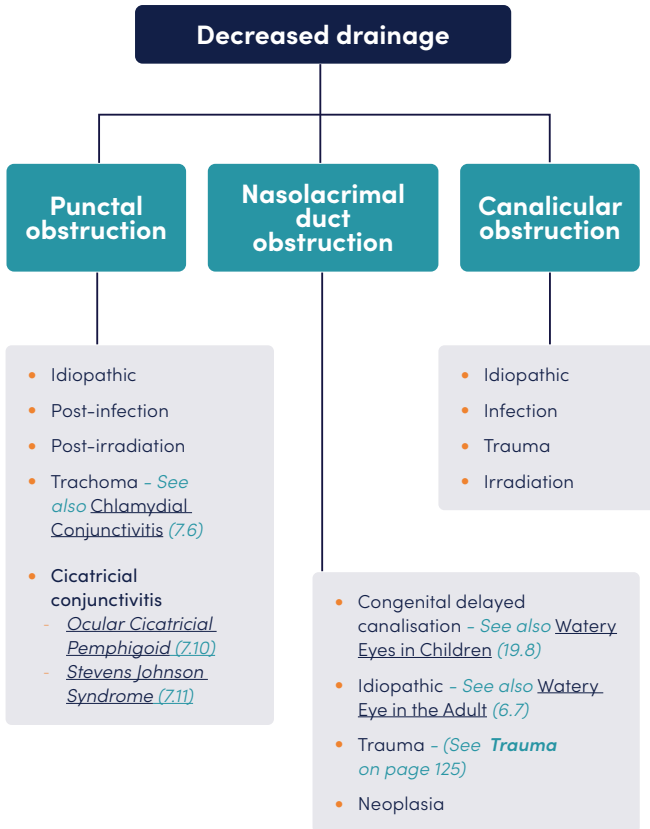 Decreased drainage
Punctal
obstruction
Nasolacrimal
duct
obstruction
Canalicular
obstruction
• Idiopathic
• Post-infection
• Post-irradiation
• Trachoma - See
also Chlamydial
Conjunctivitis (7.6)
• Cicatricial
conjunctivitis
- Ocular Cicatricial
Pemphigoid (7.10)
- Stevens Johnson
Syndrome (7.11)
• Congenital delayed
canalisation - See also Watery
Eyes in Children (19.8)
• Idiopathic - See also Watery
Eye in the Adult (6.7)
• Trauma - (See Trauma
on page 125)
• Neoplasia
• Idiopathic
• Infection
• Trauma
• Irradiation